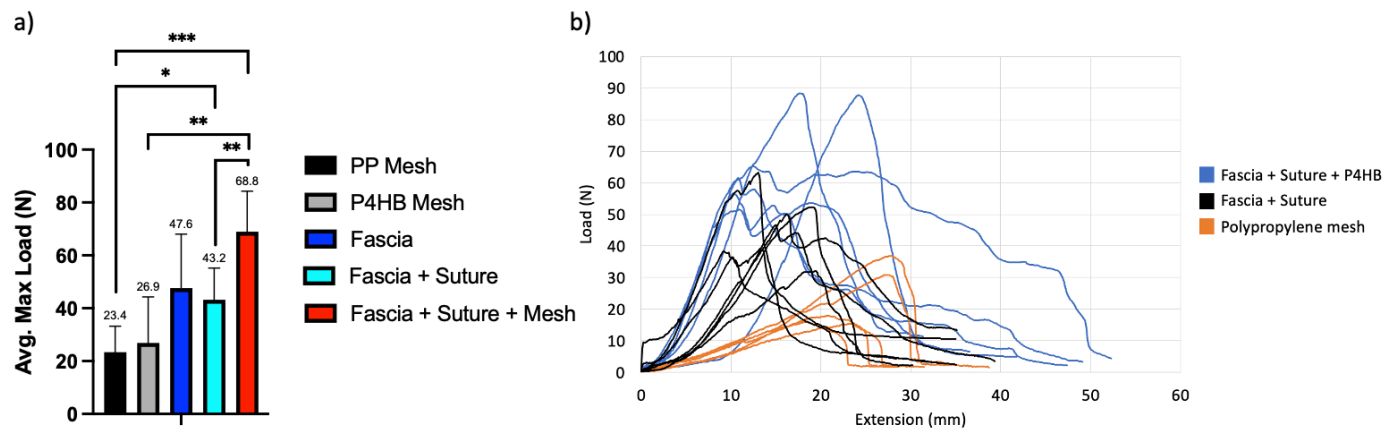 a)
***
*
**
**
Avg. Max Load (N)
100
80
60
40
20
0
23.4
26.9
47.6
43.2
68.8
PP Mesh
P4HB Mesh
Fascia
Fascia + Suture
Fascia + Suture + Mesh
b)
Load (N)
100
90
80
70
60
50
40
30
20
10
0
0 10 20 30 40 50 60
Extension (mm)
Fascia + Suture + P4HB
Fascia + Suture
Polypropylene mesh